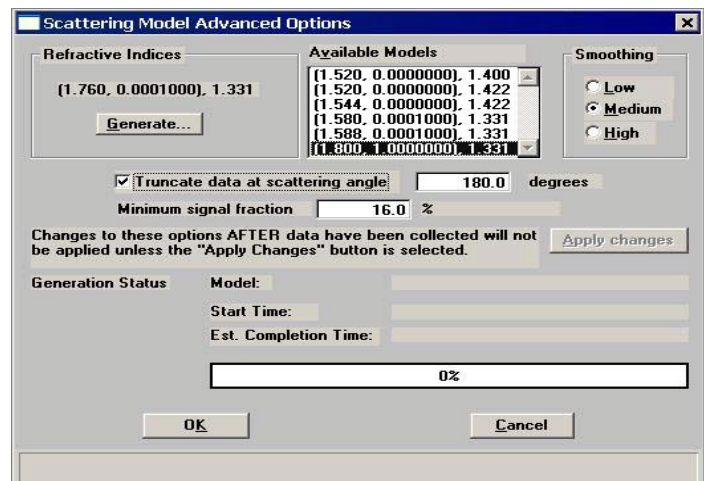 Scattering Model Advanced Options
Refractive Indices
(1.760, 0.0001000), 1.331
Generate...
Available Models
(1.520, 0.0000000), 1.400
(1.520, 0.0000000), 1.422
(1.544, 0.0000000), 1.422
(1.580, 0.0001000), 1.331
(1.588, 0.0001000), 1.331
(1.800, 1.0000000), 1.331
Smoothing
Low
Medium
High
Truncate data at scattering angle 180.0 degrees
Minimum signal fraction 16.0 %
Changes to these options AFTER data have been collected will not
be applied unless the "Apply Changes" button is selected.
Apply changes
Generation Status Model:
Start Time:
Est. Completion Time:
0%
OK Cancel